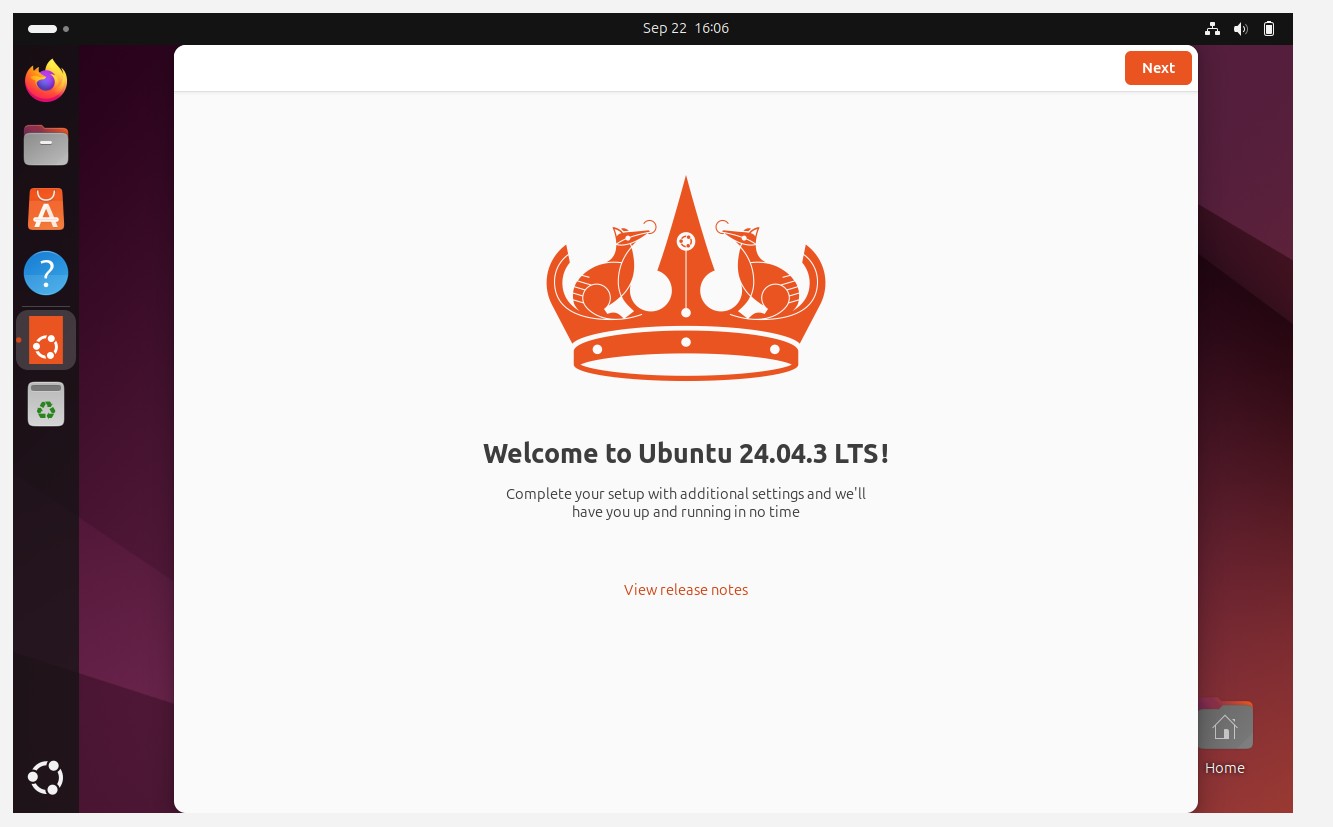 Sep 22 16:06
Next
Welcome to Ubuntu 24.04.3 LTS!
Complete your setup with additional settings and we'll
have you up and running in no time
View release notes
Home